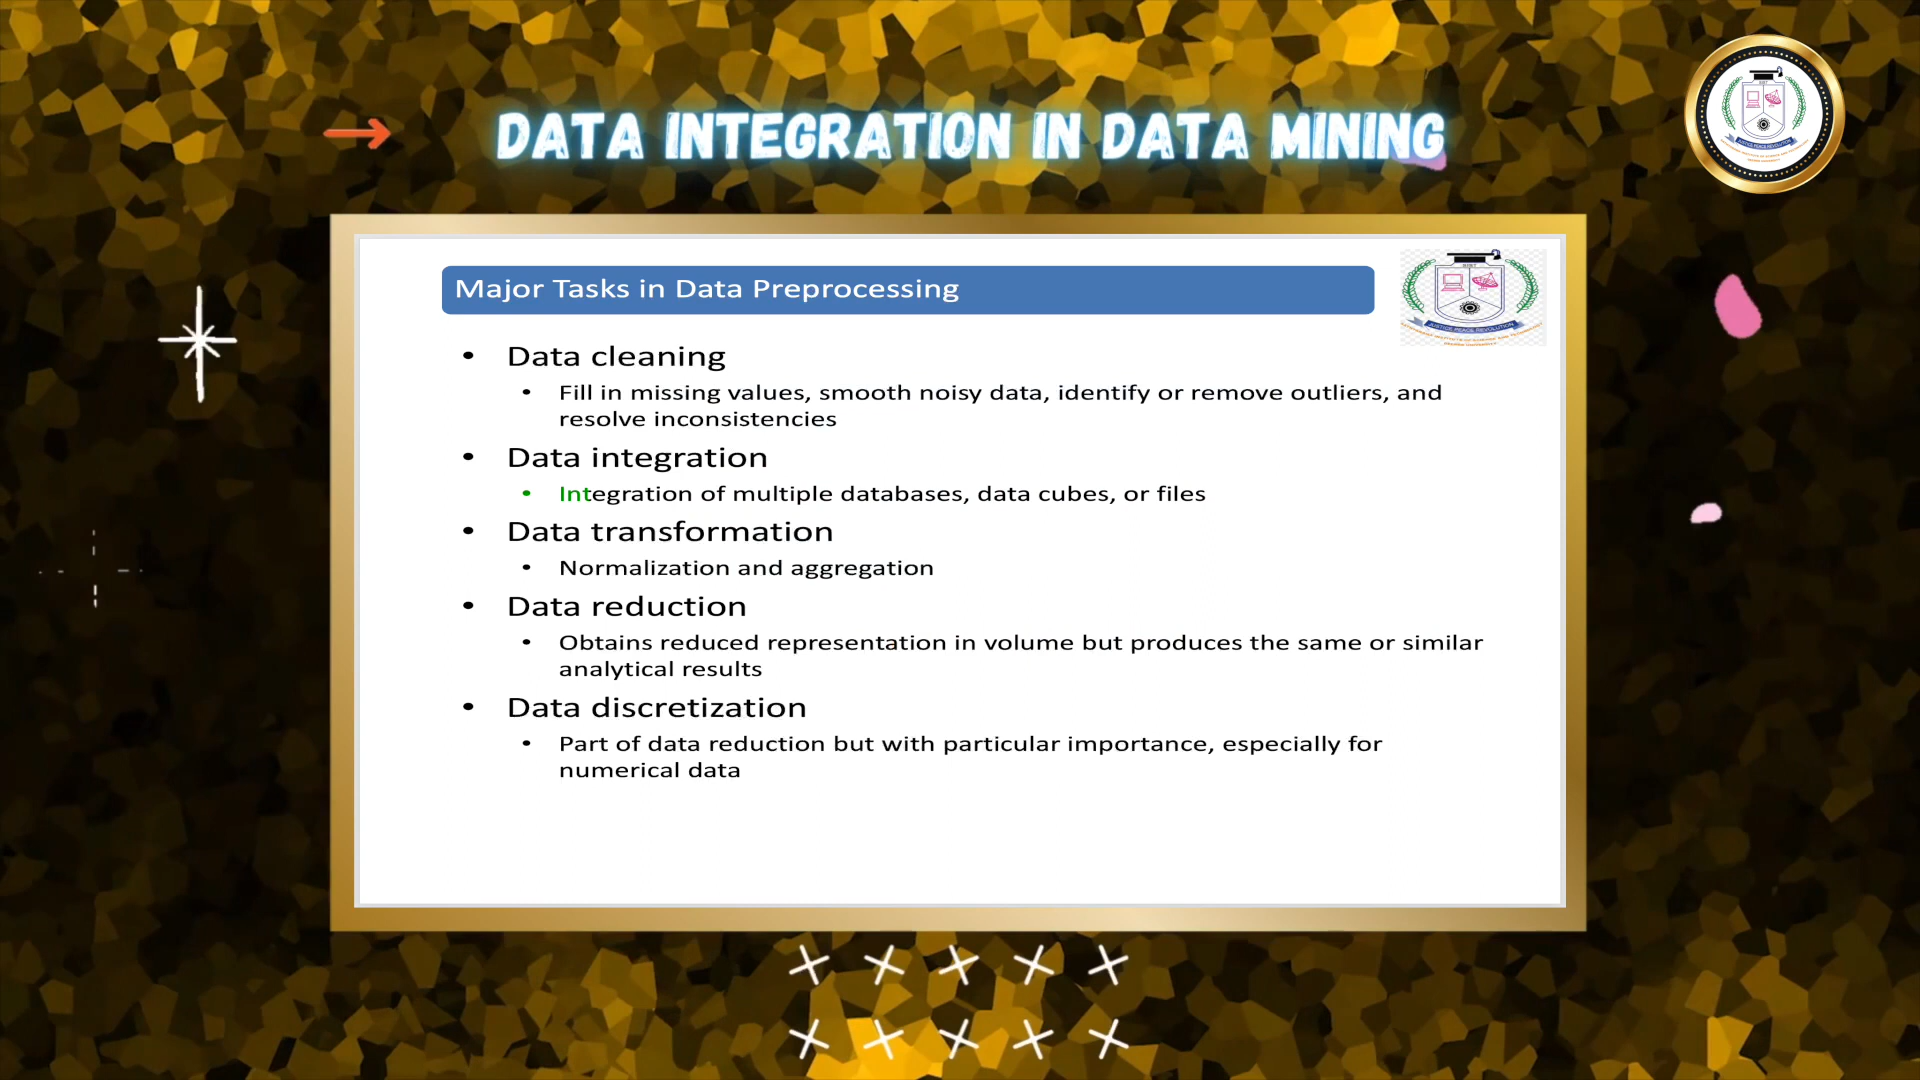 DATA INTEGRATION IN DATA MINING
Major Tasks in Data Preprocessing
• Data cleaning
• Fill in missing values, smooth noisy data, identify or remove outliers, and
resolve inconsistencies
• Data integration
• Integration of multiple databases, data cubes, or files
• Data transformation
• Normalization and aggregation
• Data reduction
• Obtains reduced representation in volume but produces the same or similar
analytical results
• Data discretization
• Part of data reduction but with particular importance, especially for
numerical data
JUSTICE PEACE REVOLUTION